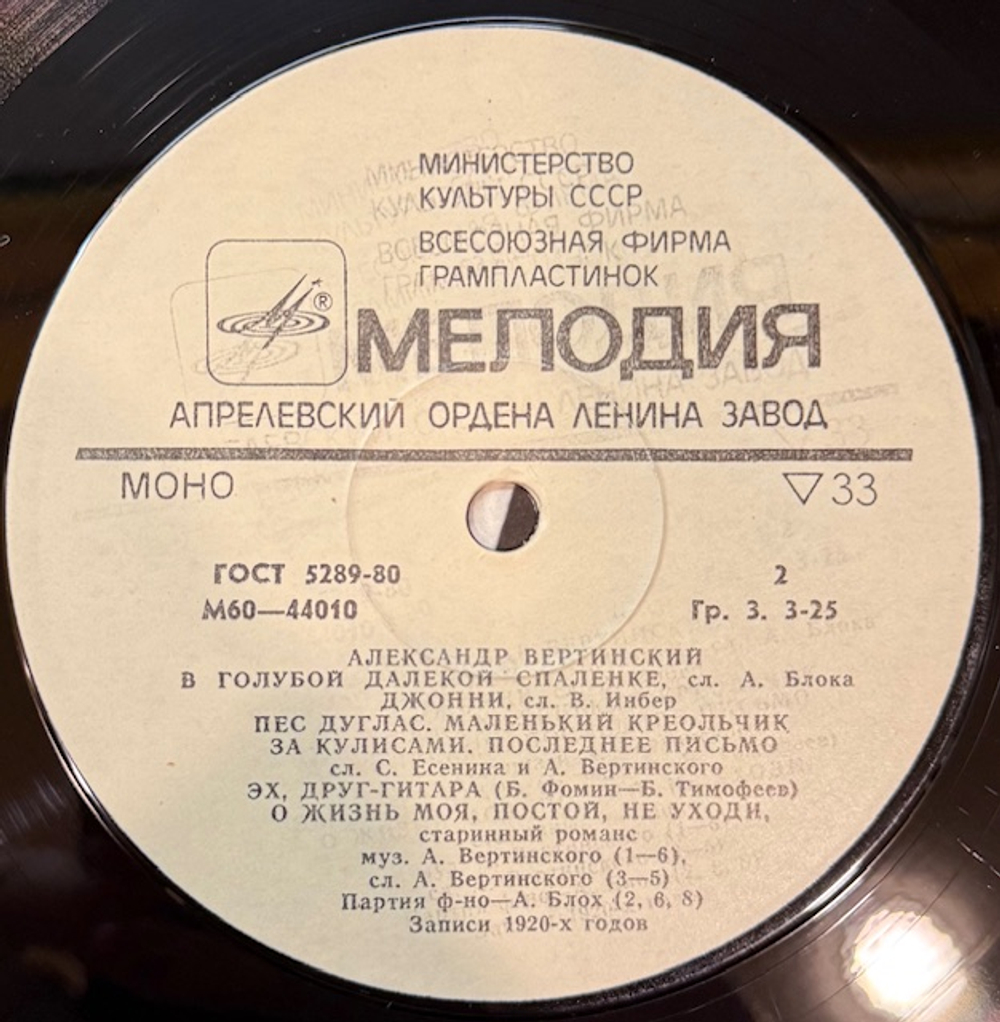 МИНИСТЕРСТВО
КУЛЬТУРЫ СССР
ВСЕСОЮЗНАЯ ФИРМА
ГРАМПЛАСТИНОК
®
МЕЛОДИЯ
АПРЕЛЕВСКИЙ ОРДЕНА ЛЕНИНА ЗАВОД
МОНО ▽33
ГОСТ 5289-80 2
М60—44010 Гр. 3. 3-25
АЛЕКСАНДР ВЕРТИНСКИЙ
В ГОЛУБОЙ ДАЛЕКОЙ СПАЛЕНКЕ, сл. А. Блока
ДЖОННИ, сл. В. Инбер
ПЕС ДУГЛАС. МАЛЕНЬКИЙ КРЕОЛЬЧИК
ЗА КУЛИСАМИ. ПОСЛЕДНЕЕ ПИСЬМО
сл. С. Есенина и А. Вертинского
ЭХ, ДРУГ-ГИТАРА (Б. Фомин—Б. Тимофеев)
О ЖИЗНЬ МОЯ, ПОСТОЙ, НЕ УХОДИ,
старинный романс
муз. А. Вертинского (1—6),
сл. А. Вертинского (3—5)
Партия ф-но—А. Блох (2, 6, 8)
Записи 1920-х годов